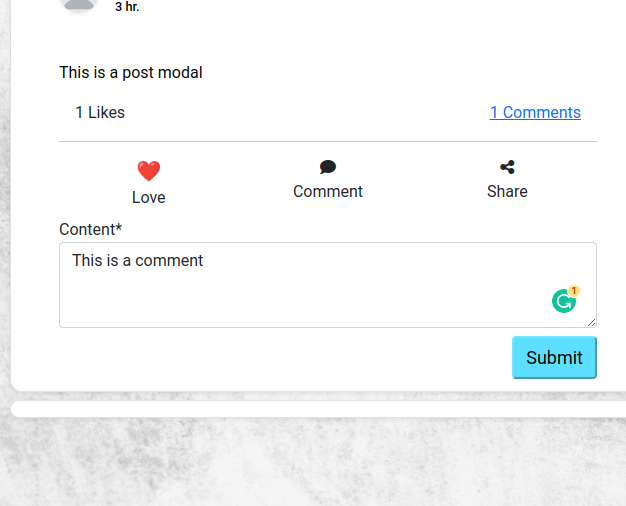 3 hr.
This is a post modal
1 Likes 1 Comments
Love Comment Share
Content*
This is a comment
1
Submit